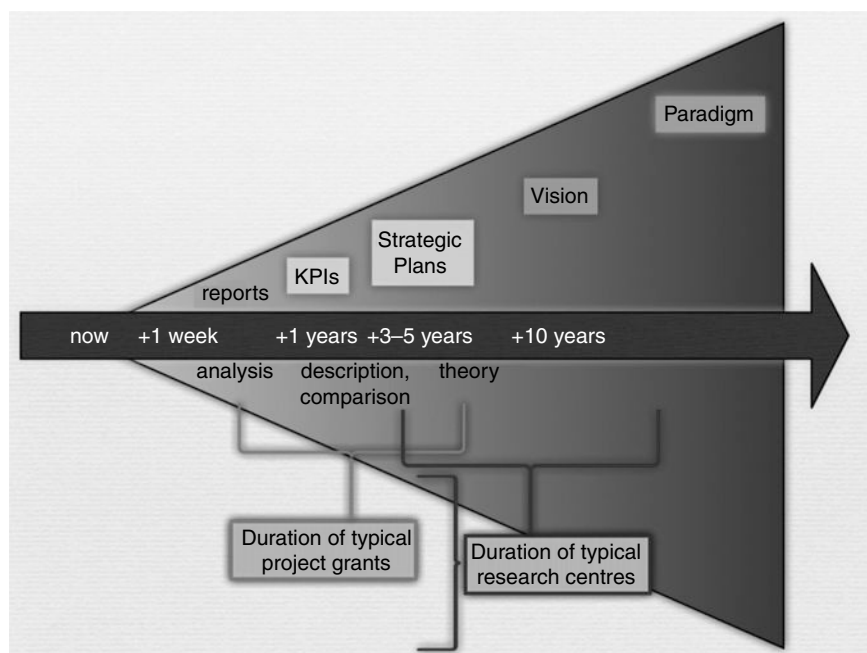 Paradigm
Vision
Strategic
Plans
KPIs
reports
now +1 week +1 years +3–5 years +10 years
analysis description, theory
comparison
Duration of typical
project grants
Duration of typical
research centres